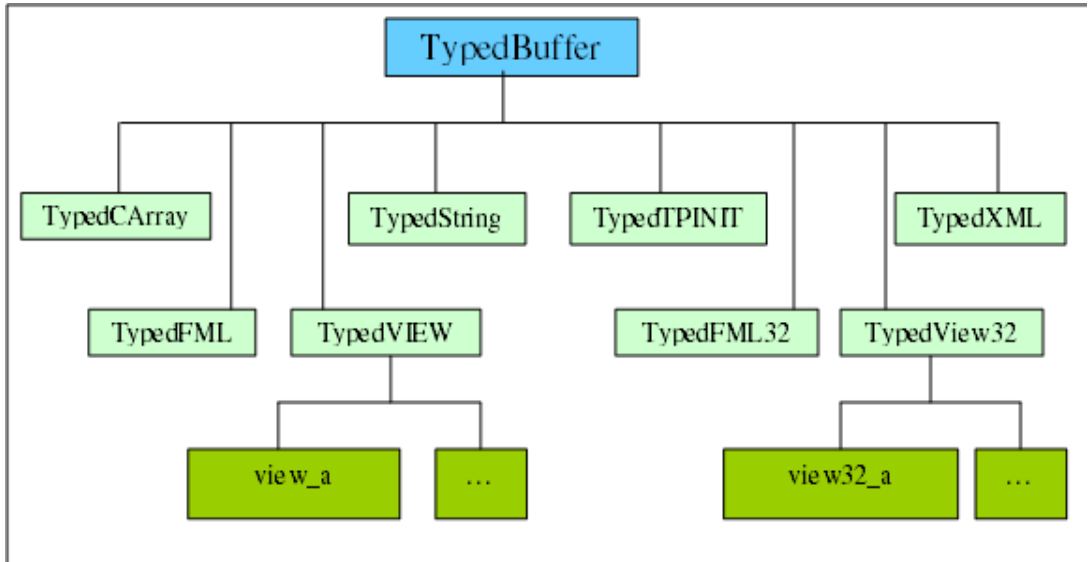 TypedBuffer
TypedCArray
TypedString
TypedTPINIT
TypedXML
TypedFML
TypedVIEW
TypedFML32
TypedView32
view_a
...
view32_a
...